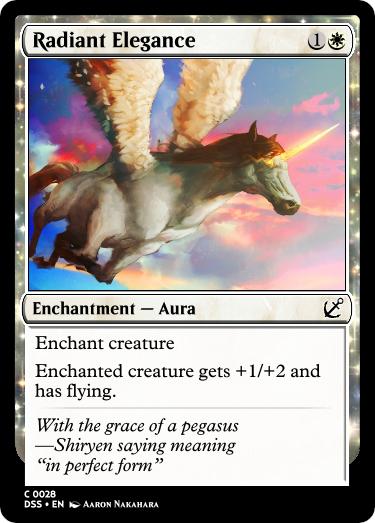 Radiant Elegance 1
Enchantment — Aura
Enchant creature
Enchanted creature gets +1/+2 and
has flying.
With the grace of a pegasus
—Shiryen saying meaning
“in perfect form”
C 0028
DSS • EN Aaron Nakahara